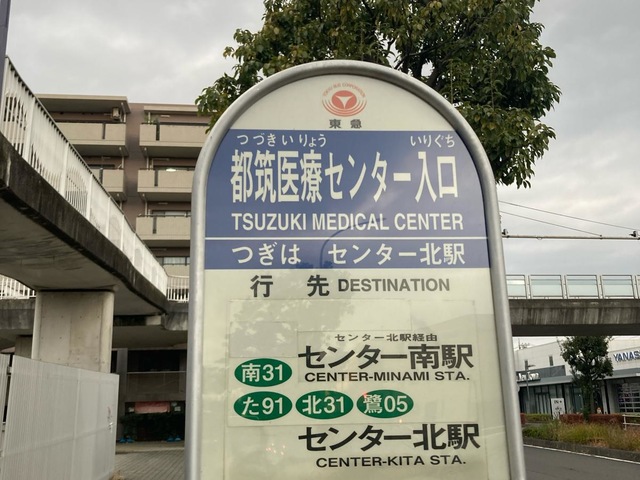 東急
つづきいりょう いりぐち
都筑医療センター入口
TSUZUKI MEDICAL CENTER
つぎは センター北駅
行先 DESTINATION
センター北駅経由
南31 センター南駅
CENTER-MINAMI STA.
た91 北31 鷺05
センター北駅
CENTER-KITA STA.
YANAS